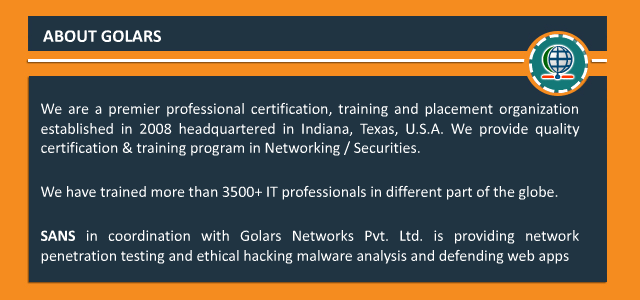 ABOUT GOLARS
We are a premier professional certification, training and placement organization
established in 2008 headquartered in Indiana, Texas, U.S.A. We provide quality
certification & training program in Networking / Securities.
We have trained more than 3500+ IT professionals in different part of the globe.
SANS in coordination with Golars Networks Pvt. Ltd. is providing network
penetration testing and ethical hacking malware analysis and defending web apps